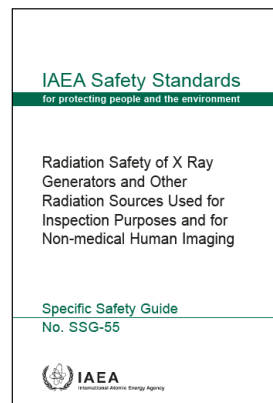 IAEA Safety Standards
for protecting people and the environment
Radiation Safety of X Ray
Generators and Other
Radiation Sources Used for
Inspection Purposes and for
Non-medical Human Imaging
Specific Safety Guide
No. SSG-55
IAEA
International Atomic Energy Agency